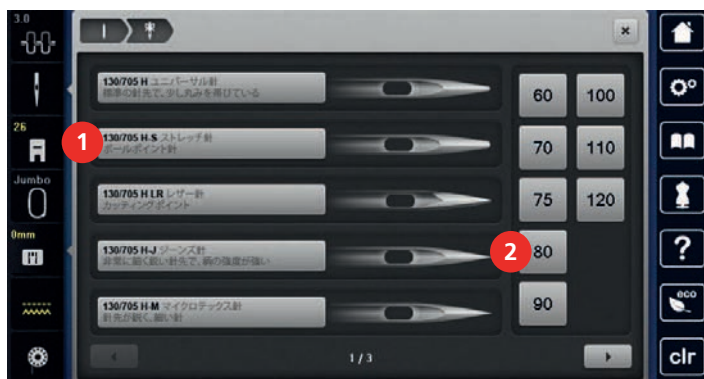 3.0
26
Jumbo
0mm
130/705 H ユニバーサル針
標準の針先で、少し丸みを帯びている
130/705 H-S ストレッチ針
ボールポイント針
130/705 H LR レザー針
カッティングポイント
130/705 H-J ジーンズ針
非常に細く鋭い針先で、柄の強度が強い
130/705 H-M マイクロテックス針
針先が鋭く、細い針
1
2
60 100
70 110
75 120
80
90
1 / 3
?
eco
clr